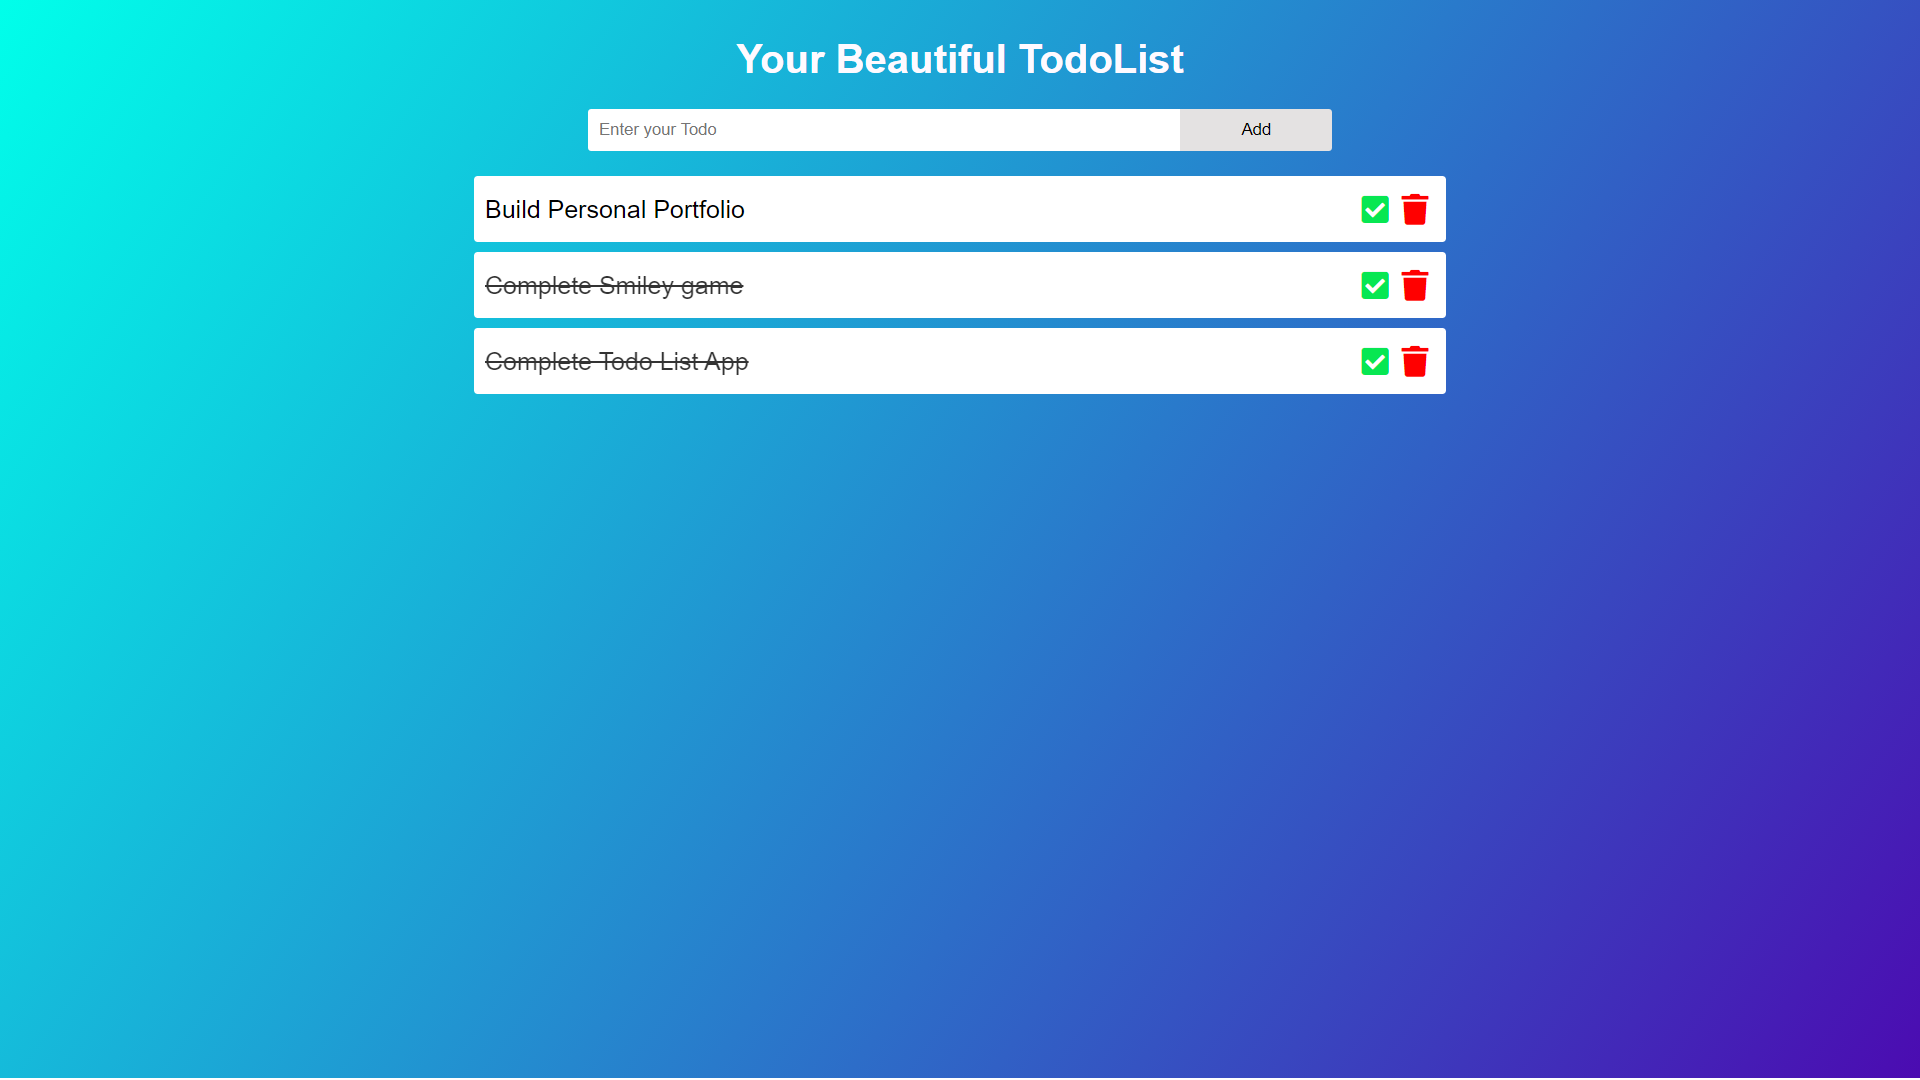 Your Beautiful TodoList
Enter your Todo
Add
Build Personal Portfolio
Complete Smiley game
Complete Todo List App